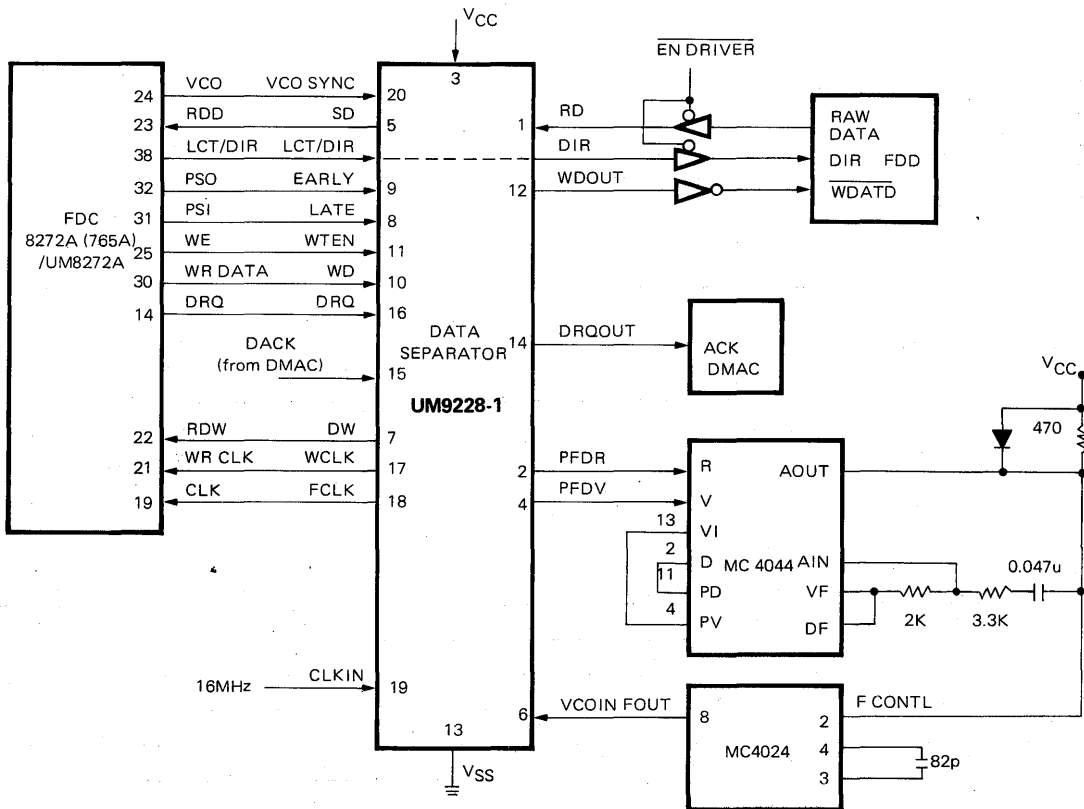 VCC
3
24 VCO VCO SYNC 20
23 RDD SD 5
38 LCT/DIR LCT/DIR
32 PSO EARLY 9
31 PSI LATE 8
25 WE WTEN 11
30 WR DATA WD 10
14 DRQ DRQ 16
FDC
8272A (765A)
/UM8272A
DACK
(from DMAC)
15
22 RDW DW 7
21 WR CLK WCLK 17
19 CLK FCLK 18
16MHz CLKIN 19
DATA
SEPARATOR
UM9228-1
13
VSS
EN DRIVER
1 RD
DIR
12 WDOUT
RAW
DATA
DIR FDD
WDATD
14 DRQOUT
ACK
DMAC
2 PFDR R
4 PFDV V
13 VI
2 D
11 PD
4 PV
MC 4044
AOUT
AIN
VF
DF
VCC
470
0.047u
2K
3.3K
6 VCOIN FOUT 8
MC4024
2 F CONTL
4
3
82p